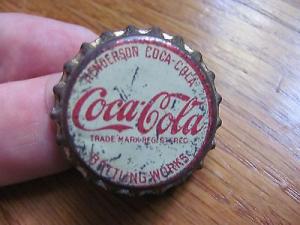 HENDERSON COCA-COLA
Coca-Cola
TRADE MARK REGISTERED
BOTTLING WORKS